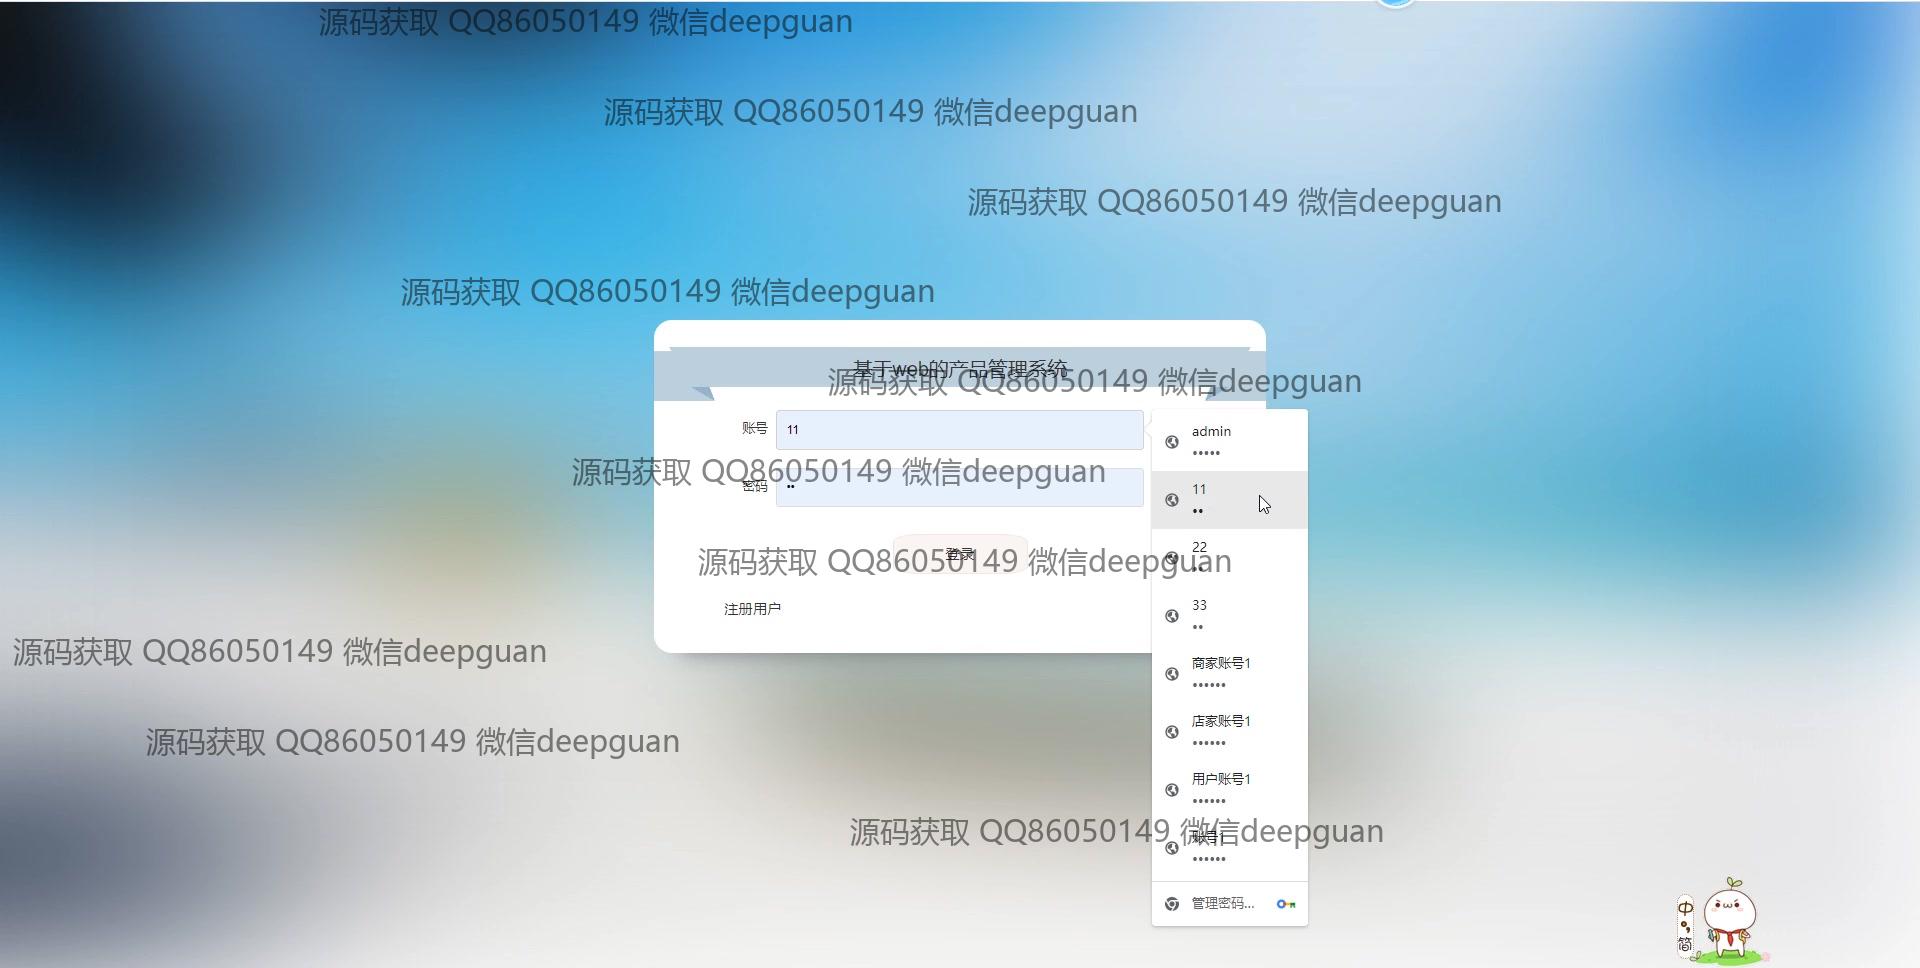 源码获取 QQ86050149 微信deepguan
源码获取 QQ86050149 微信deepguan
源码获取 QQ86050149 微信deepguan
源码获取 QQ86050149 微信deepguan
基于web的产品管理系统
源码获取 QQ86050149 微信deepguan
账号 11
源码获取 QQ86050149 微信deepguan
密码 ••
登录
源码获取 QQ86050149 微信deepguan
注册用户
admin
•••••
11
••
22
••
33
••
商家账号1
••••••
店家账号1
••••••
用户账号1
••••••
账号1
••••••
管理密码...
源码获取 QQ86050149 微信deepguan
源码获取 QQ86050149 微信deepguan
源码获取 QQ86050149 微信deepguan
中
简